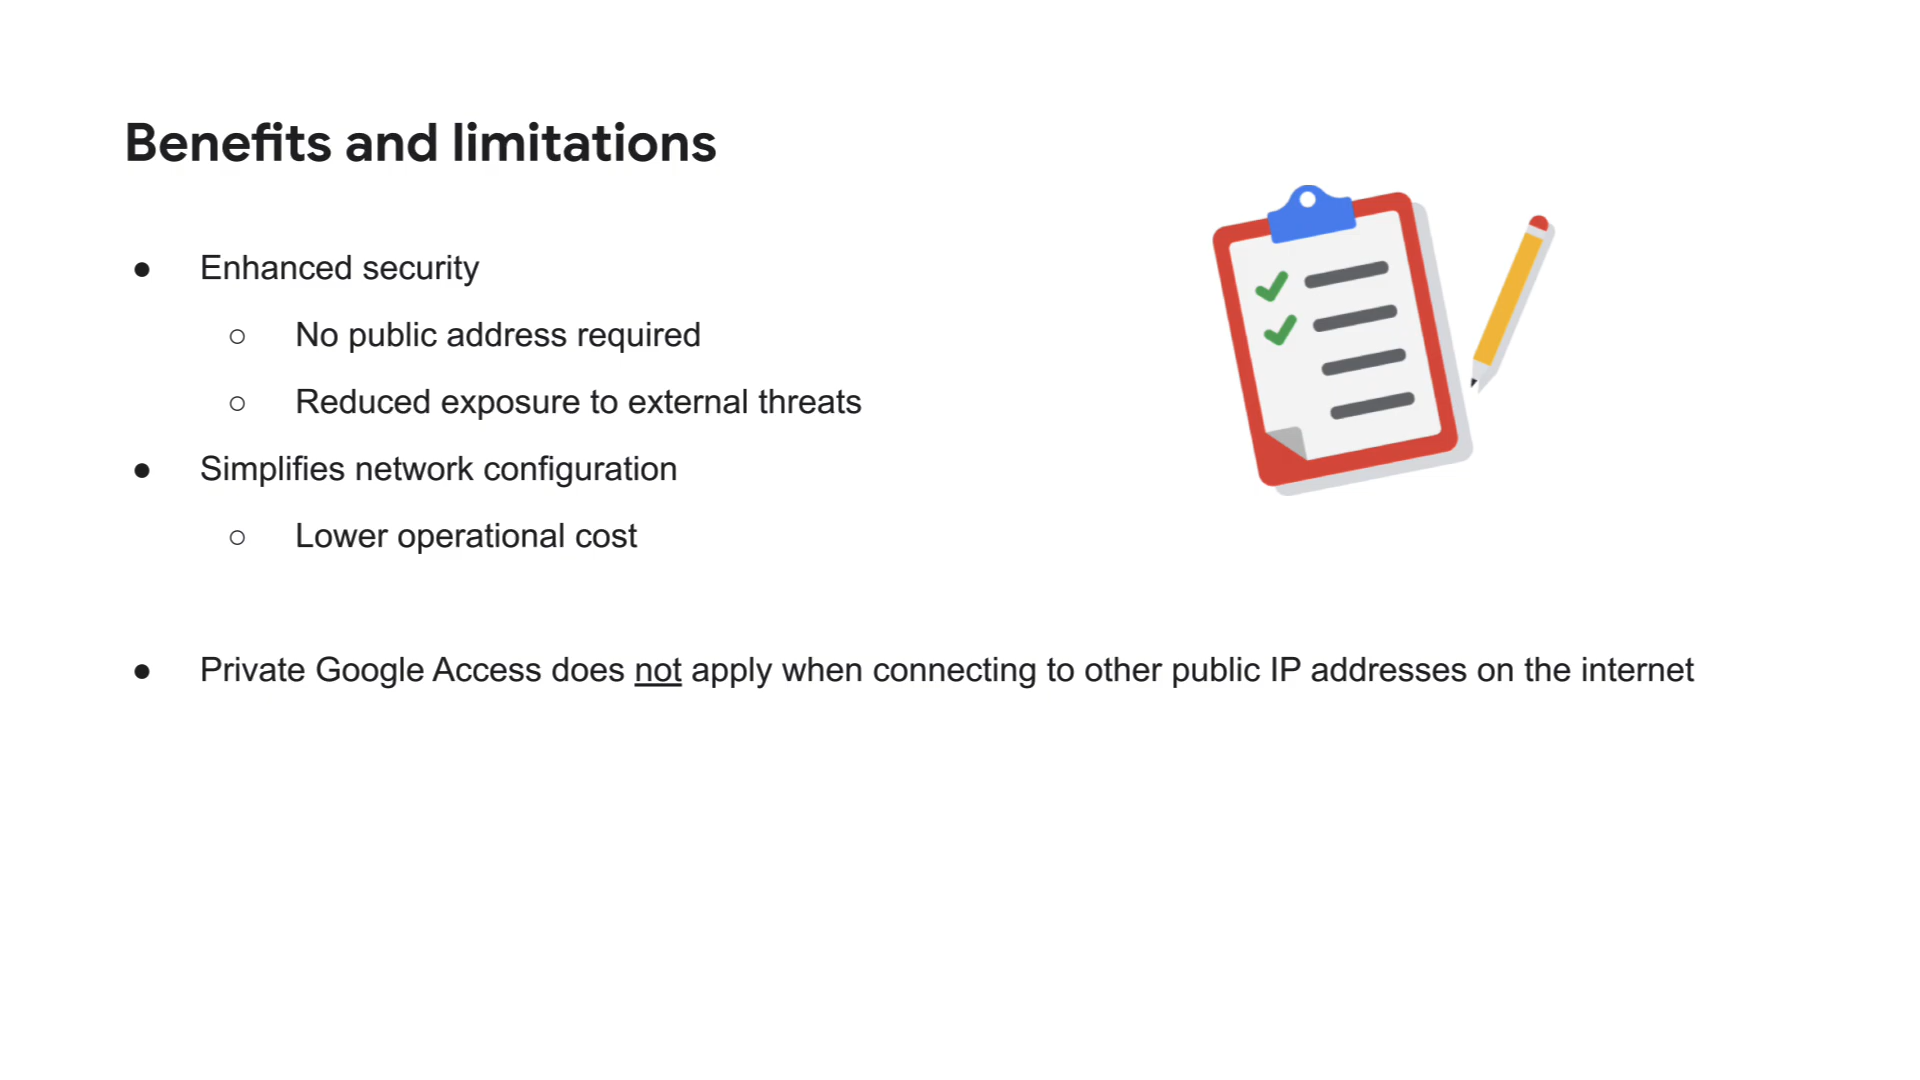 Benefits and limitations
● Enhanced security
○ No public address required
○ Reduced exposure to external threats
● Simplifies network configuration
○ Lower operational cost
● Private Google Access does not apply when connecting to other public IP addresses on the internet